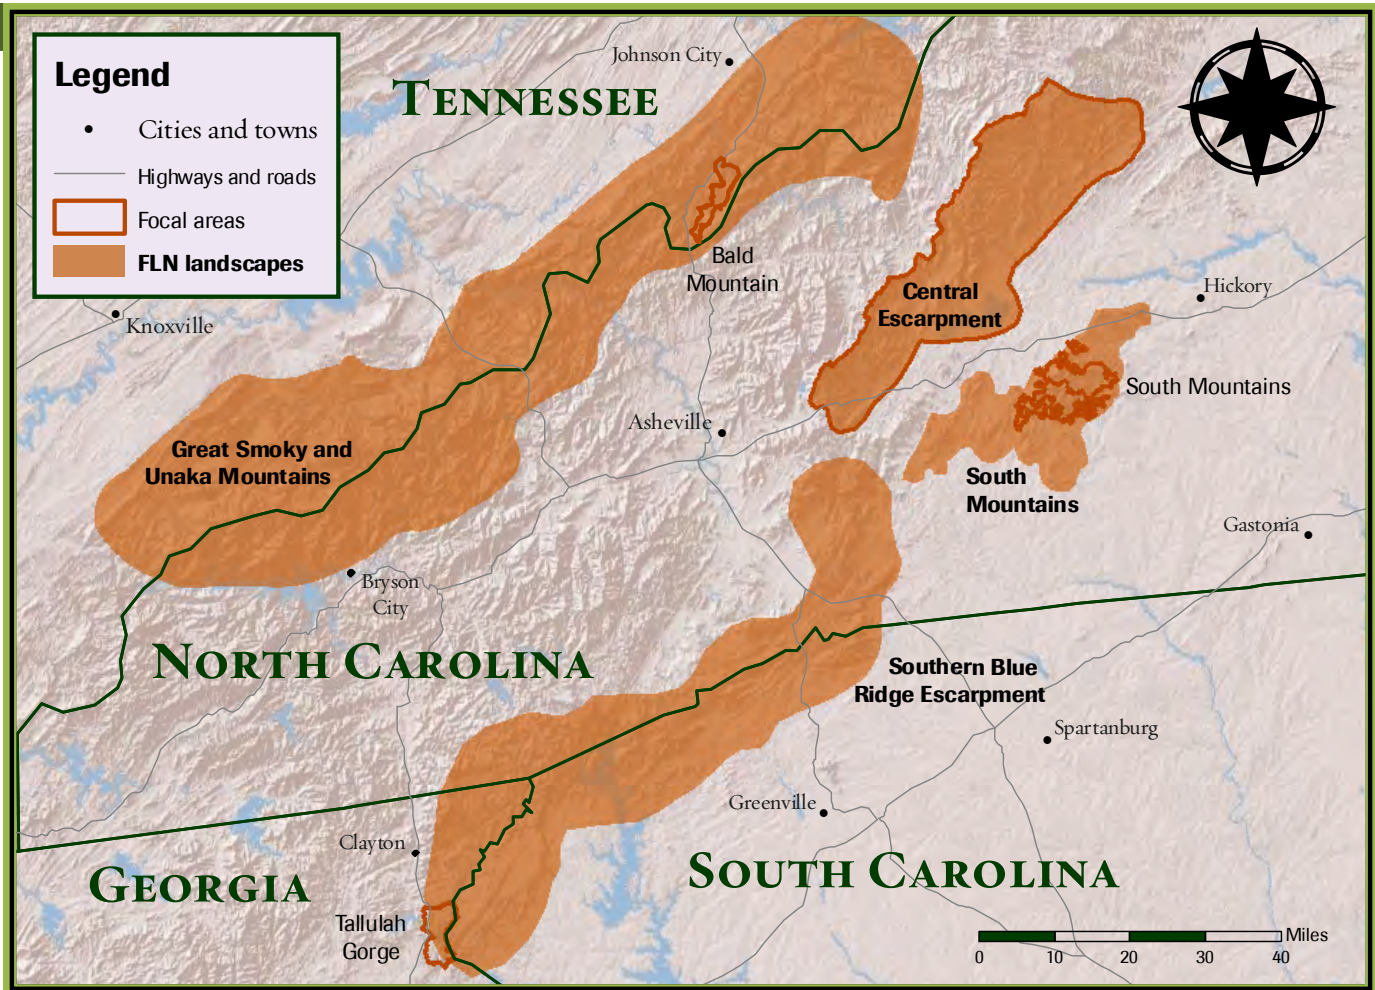 Legend
Cities and towns
Highways and roads
Focal areas
FLN landscapes
Johnson City
TENNESSEE
Bald
Mountain
Central
Escarpment
Hickory
Knoxville
South Mountains
Asheville
Great Smoky and
Unaka Mountains
South
Mountains
Gastonia
Bryson
City
NORTH CAROLINA
Southern Blue
Ridge Escarpment
Spartanburg
Greenville
Clayton
GEORGIA
SOUTH CAROLINA
Tallulah
Gorge
Miles
0 10 20 30 40